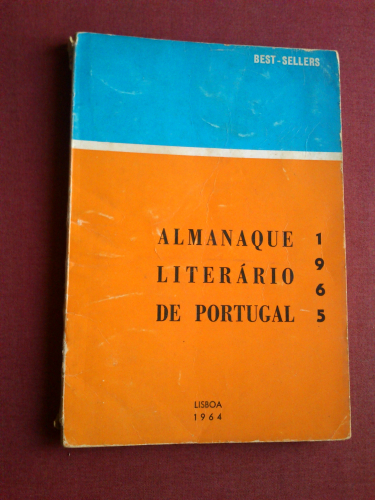 BEST-SELLERS
ALMANAQUE
LITERÁRIO
DE PORTUGAL
1
9
6
5
LISBOA
1964